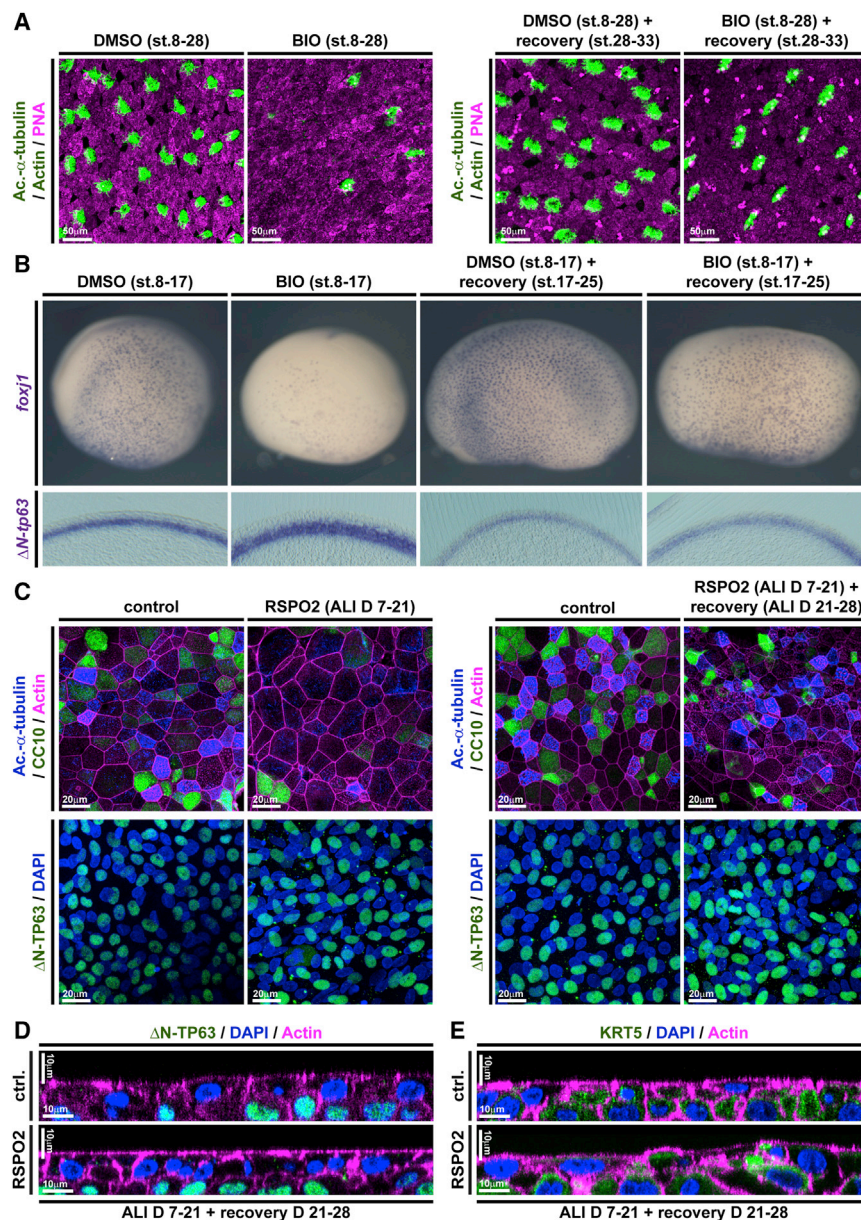 A
DMSO (st.8-28)
BIO (st.8-28)
DMSO (st.8-28) +
recovery (st.28-33)
BIO (st.8-28) +
recovery (st.28-33)
Ac.-α-tubulin
/ Actin / PNA
50μm
50μm
50μm
50μm
B
DMSO (st.8-17)
BIO (st.8-17)
DMSO (st.8-17) +
recovery (st.17-25)
BIO (st.8-17) +
recovery (st.17-25)
foxj1
ΔN-tp63
C
control
RSPO2 (ALI D 7-21)
control
RSPO2 (ALI D 7-21) +
recovery (ALI D 21-28)
Ac.-α-tubulin
/ CC10 / Actin
20μm
20μm
Ac.-α-tubulin
/ CC10 / Actin
20μm
20μm
ΔN-TP63 / DAPI
20μm
20μm
ΔN-TP63 / DAPI
20μm
20μm
D
ΔN-TP63 / DAPI / Actin
ctrl.
10μm
10μm
RSPO2
10μm
10μm
ALI D 7-21 + recovery D 21-28
E
KRT5 / DAPI / Actin
ctrl.
10μm
10μm
RSPO2
10μm
10μm
ALI D 7-21 + recovery D 21-28